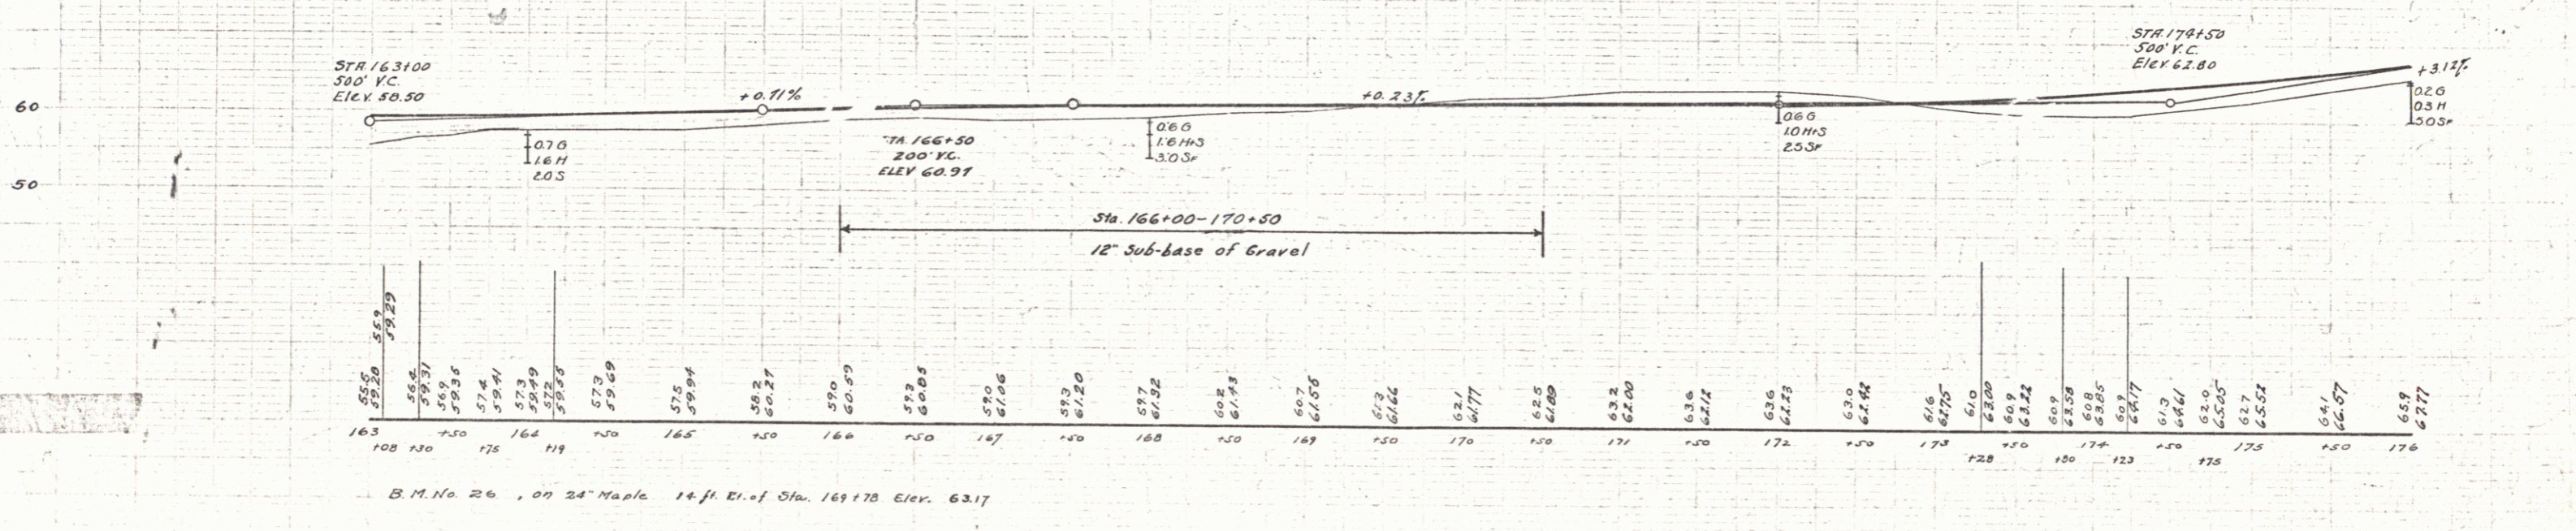 STA. 163+00
500' V.C.
Elev. 58.50
+0.71%
+0.23%
STA. 174+50
500' V.C.
Elev. 62.80
+3.12%
60
50
0.7 G
1.6 H
2.0 S
STA. 166+50
200' V.C.
ELEV 60.97
0.6 G
1.6 H+S
3.0 SF
0.6 G
1.0 H+S
2.5 SF
0.2 G
0.3 H
5.0 SF
Sta. 166+00-170+50
12" Sub-base of Gravel
55.5
59.28
55.9
59.29
56.4
59.31
56.9
59.35
57.4
59.41
57.3
59.49
57.2
59.55
57.3
59.69
57.5
59.94
58.2
60.27
59.0
60.59
59.3
60.85
59.0
61.06
59.3
61.20
59.7
61.32
60.2
61.43
60.7
61.55
61.3
61.66
62.1
61.77
62.5
61.89
63.2
62.00
63.6
62.12
63.6
62.23
63.0
62.42
61.6
62.75
61.0
63.00
60.9
63.22
60.9
63.58
60.8
63.85
60.9
64.17
61.3
64.61
62.0
65.05
62.7
65.52
64.1
66.57
65.9
67.77
163 +50 164 +50 165 +50 166 +50 167 +50 168 +50 169 +50 170 +50 171 +50 172 +50 173 +50 174 +50 175 +50 176
+08 +30 +75 +19 +28 +80 +23 +75
B.M. No. 26 , on 24" Maple 14 ft. Rt. of Sta. 169+78 Elev. 63.17